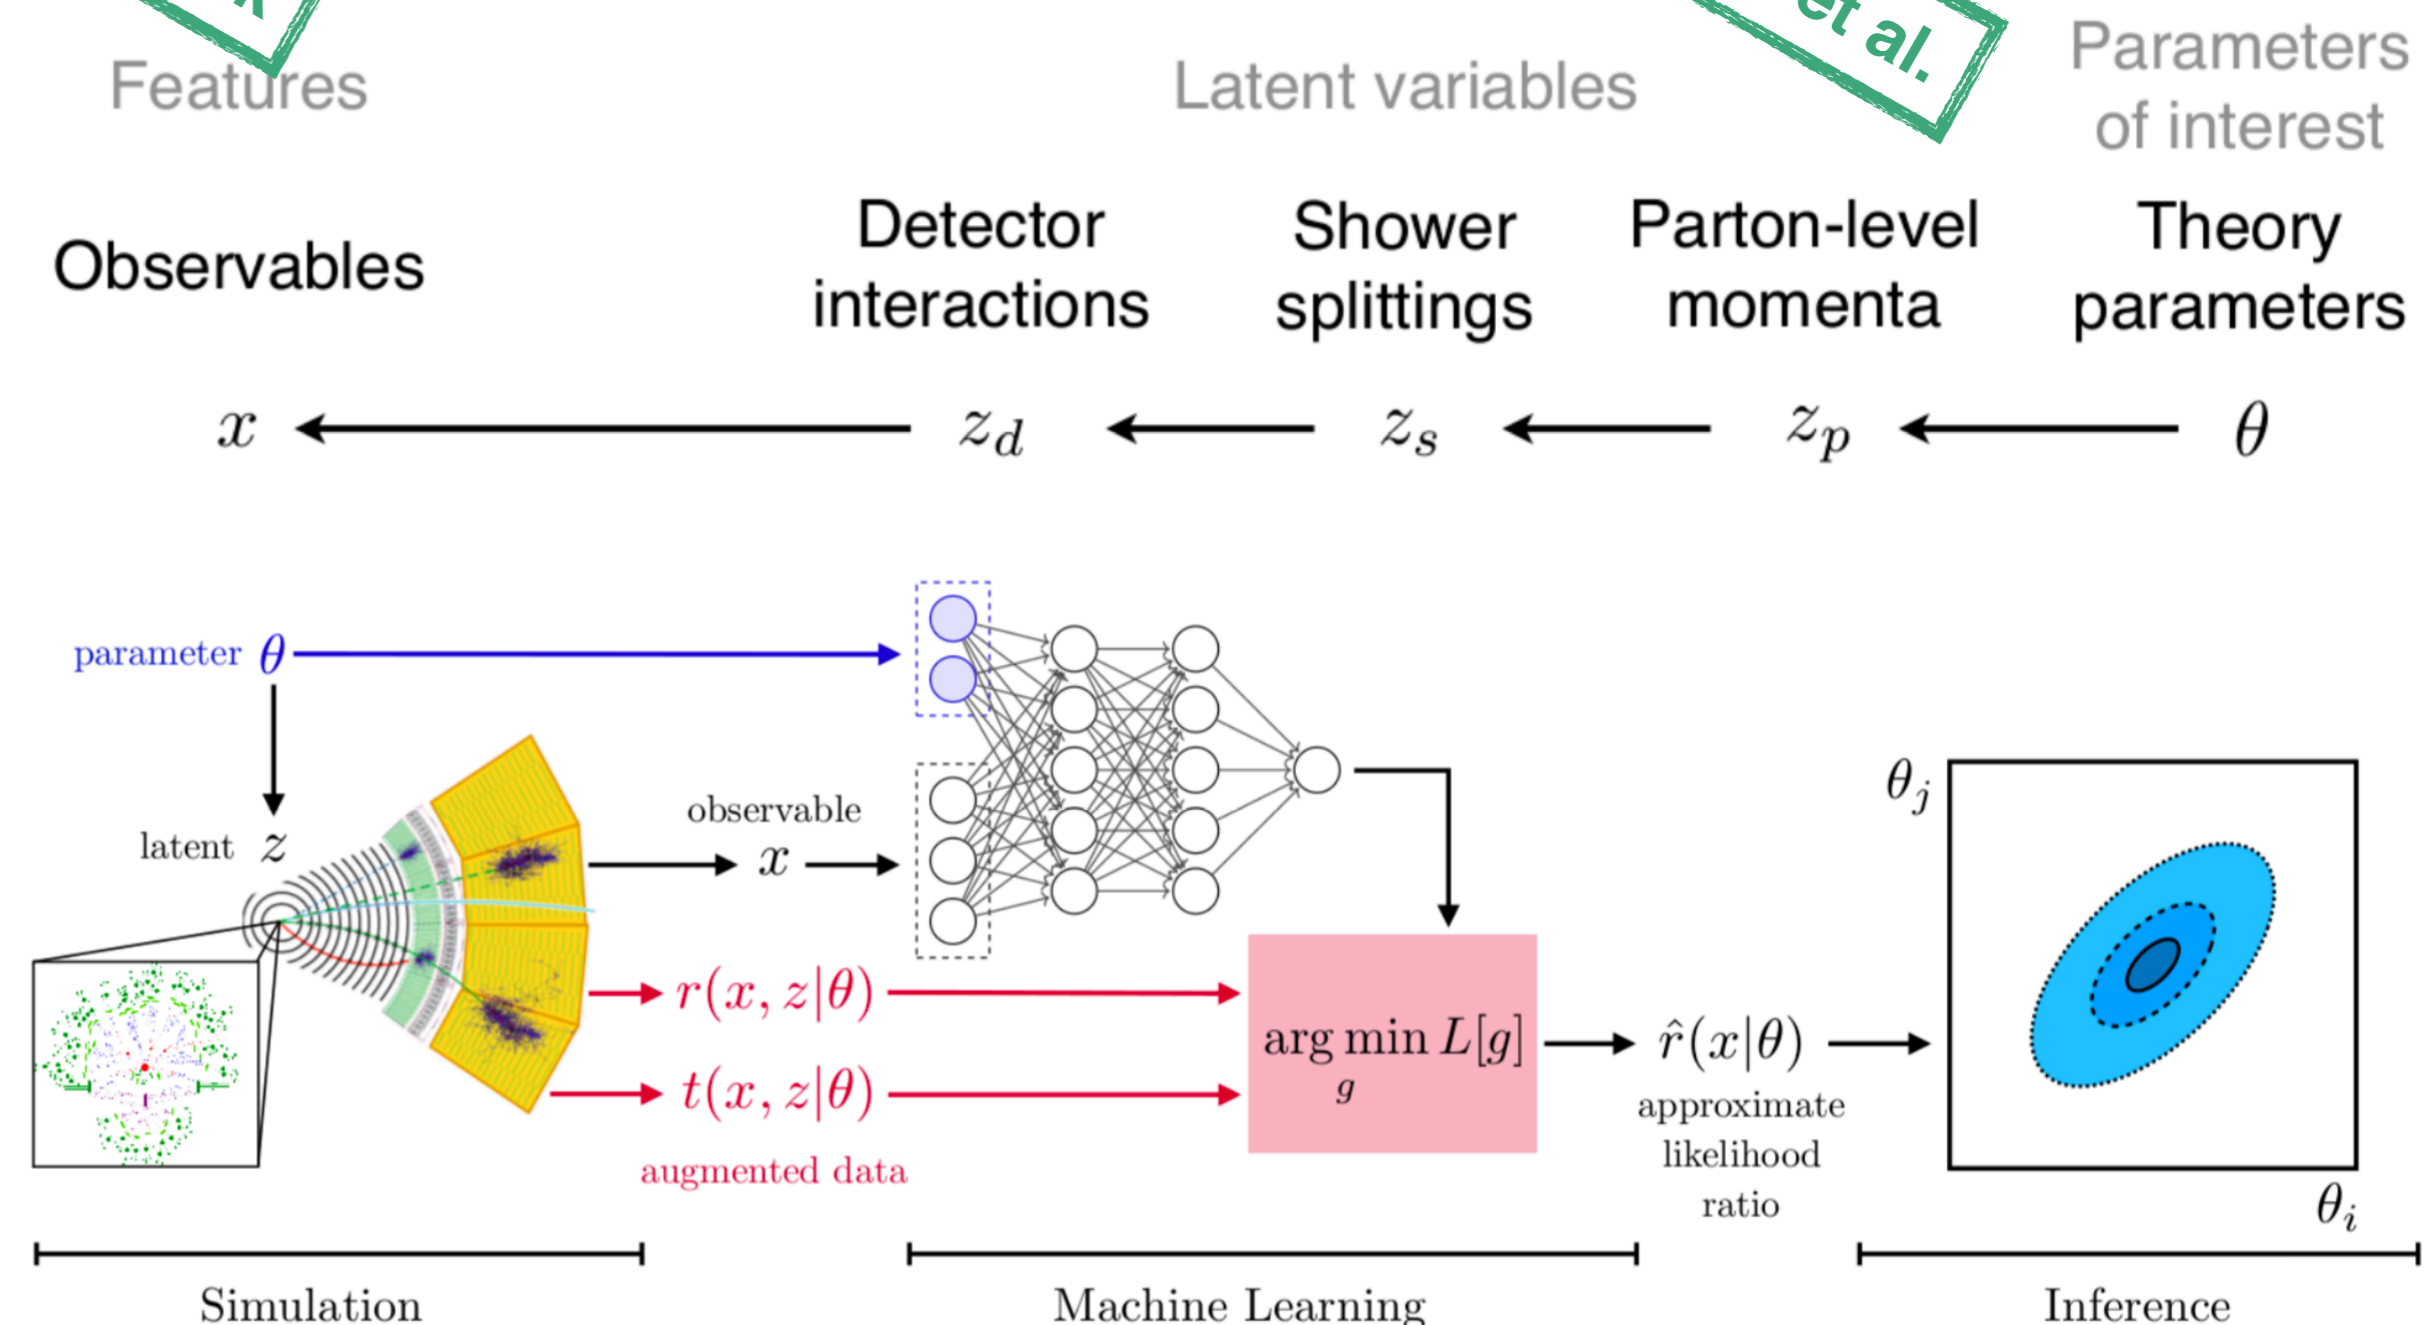 et al.
Features
Latent variables
Parameters
of interest
Observables
Detector
interactions
Shower
splittings
Parton-level
momenta
Theory
parameters
x
z_d
z_s
z_p
θ
parameter θ
latent z
observable
x
r(x, z|θ)
t(x, z|θ)
augmented data
arg min L[g]
g
r̂(x|θ)
approximate
likelihood
ratio
θ_j
θ_i
Simulation
Machine Learning
Inference